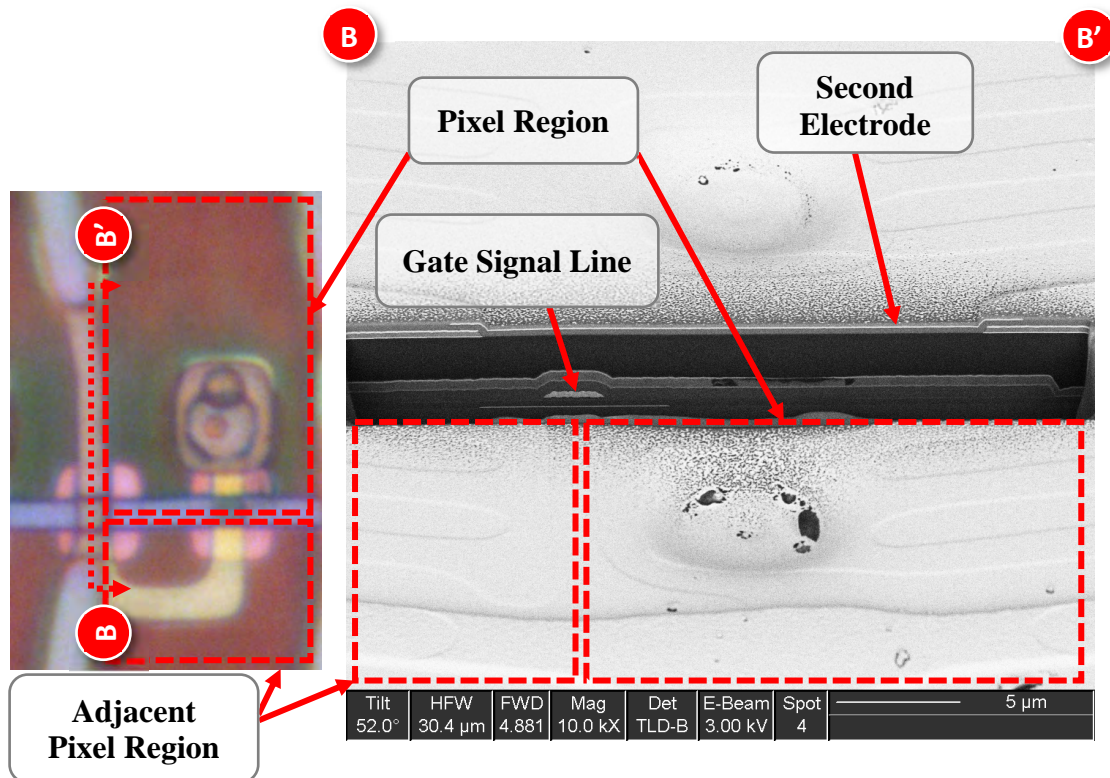 B
B'
Pixel Region
Second
Electrode
Gate Signal Line
B'
B
Adjacent
Pixel Region
Tilt HFW FWD Mag Det E-Beam Spot
52.0° 30.4 µm 4.881 10.0 kX TLD-B 3.00 kV 4
5 µm